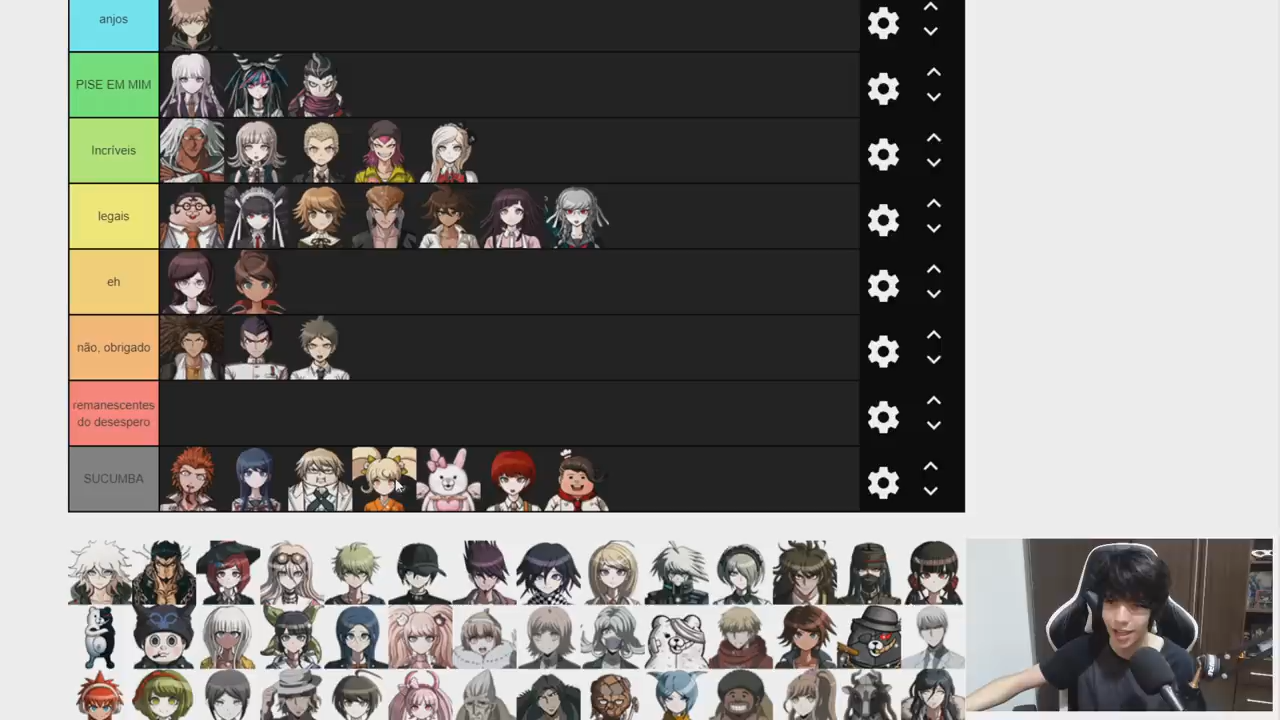 anjos
PISE EM MIM
Incríveis
legais
eh
não, obrigado
remanescentes
do desespero
SUCUMBA